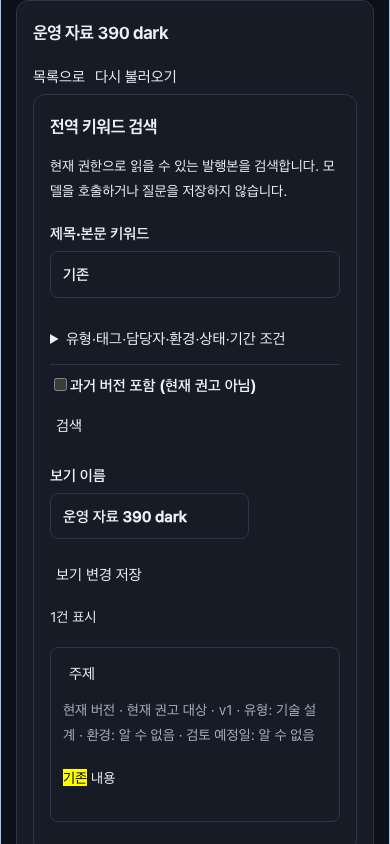 운영 자료 390 dark
목록으로 다시 불러오기
전역 키워드 검색
현재 권한으로 읽을 수 있는 발행본을 검색합니다. 모
델을 호출하거나 질문을 저장하지 않습니다.
제목·본문 키워드
기존
▶ 유형·태그·담당자·환경·상태·기간 조건
과거 버전 포함 (현재 권고 아님)
검색
보기 이름
운영 자료 390 dark
보기 변경 저장
1건 표시
주제
현재 버전 · 현재 권고 대상 · v1 · 유형: 기술 설
계 · 환경: 알 수 없음 · 검토 예정일: 알 수 없음
기존 내용